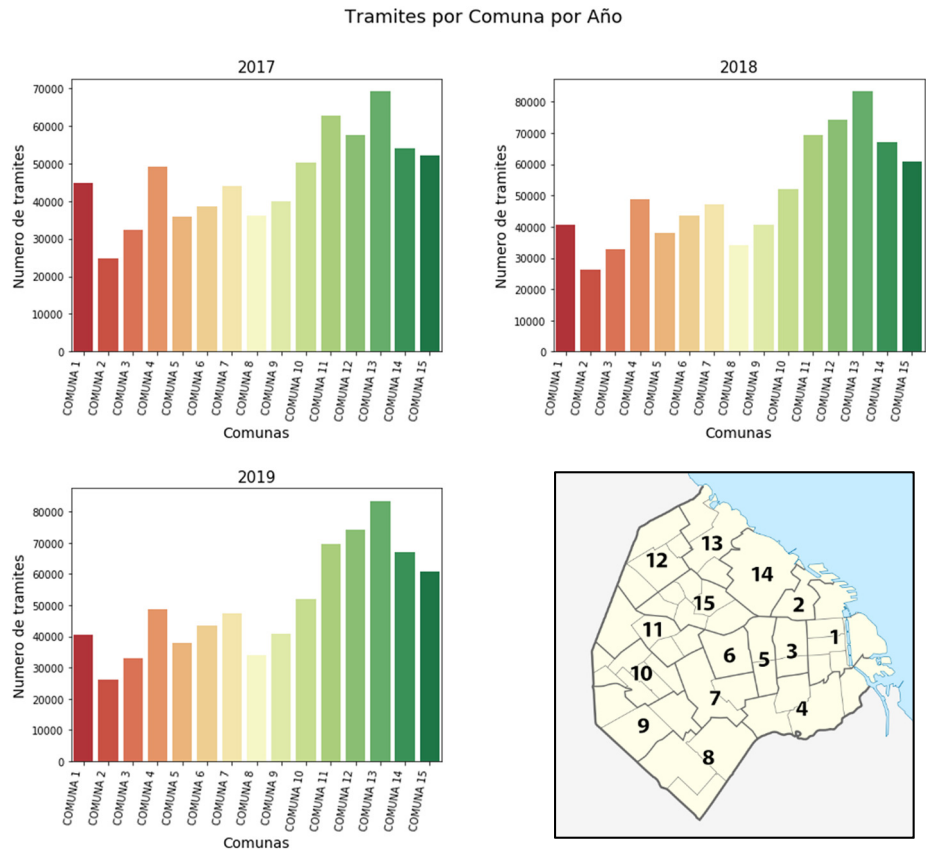 Tramites por Comuna por Año
2017
Numero de tramites
70000
60000
50000
40000
30000
20000
10000
0
COMUNA 1
COMUNA 2
COMUNA 3
COMUNA 4
COMUNA 5
COMUNA 6
COMUNA 7
COMUNA 8
COMUNA 9
COMUNA 10
COMUNA 11
COMUNA 12
COMUNA 13
COMUNA 14
COMUNA 15
Comunas
2018
Numero de tramites
80000
70000
60000
50000
40000
30000
20000
10000
0
COMUNA 1
COMUNA 2
COMUNA 3
COMUNA 4
COMUNA 5
COMUNA 6
COMUNA 7
COMUNA 8
COMUNA 9
COMUNA 10
COMUNA 11
COMUNA 12
COMUNA 13
COMUNA 14
COMUNA 15
Comunas
2019
Numero de tramites
80000
70000
60000
50000
40000
30000
20000
10000
0
COMUNA 1
COMUNA 2
COMUNA 3
COMUNA 4
COMUNA 5
COMUNA 6
COMUNA 7
COMUNA 8
COMUNA 9
COMUNA 10
COMUNA 11
COMUNA 12
COMUNA 13
COMUNA 14
COMUNA 15
Comunas
13
12
14
15
2
11
1
3
6
5
10
7
4
9
8